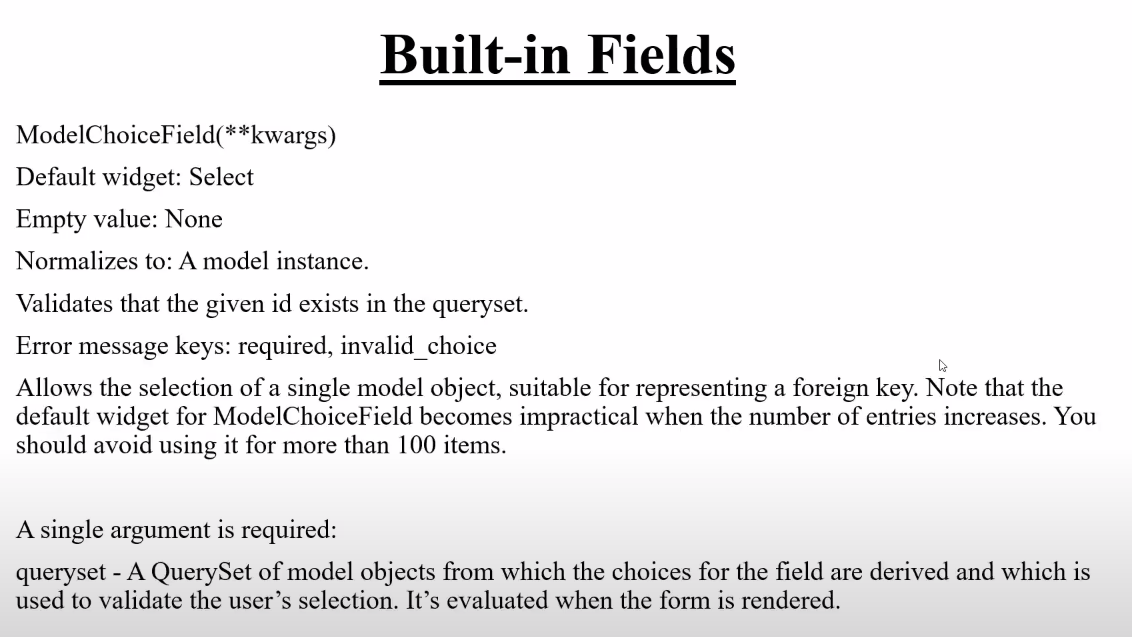 Built-in Fields
ModelChoiceField(**kwargs)
Default widget: Select
Empty value: None
Normalizes to: A model instance.
Validates that the given id exists in the queryset.
Error message keys: required, invalid_choice
Allows the selection of a single model object, suitable for representing a foreign key. Note that the
default widget for ModelChoiceField becomes impractical when the number of entries increases. You
should avoid using it for more than 100 items.
A single argument is required:
queryset - A QuerySet of model objects from which the choices for the field are derived and which is
used to validate the user’s selection. It’s evaluated when the form is rendered.